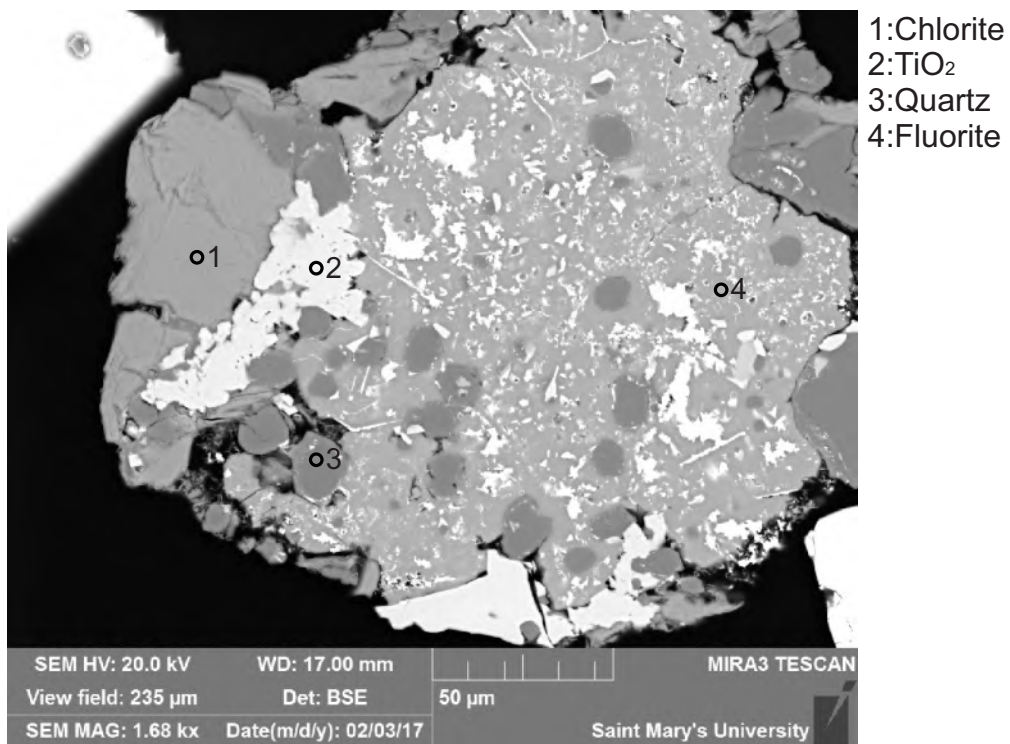 1:Chlorite
2:TiO₂
3:Quartz
4:Fluorite
1
2
4
3
SEM HV: 20.0 kV WD: 17.00 mm MIRA3 TESCAN
View field: 235 µm Det: BSE 50 µm
SEM MAG: 1.68 kx Date(m/d/y): 02/03/17 Saint Mary's University